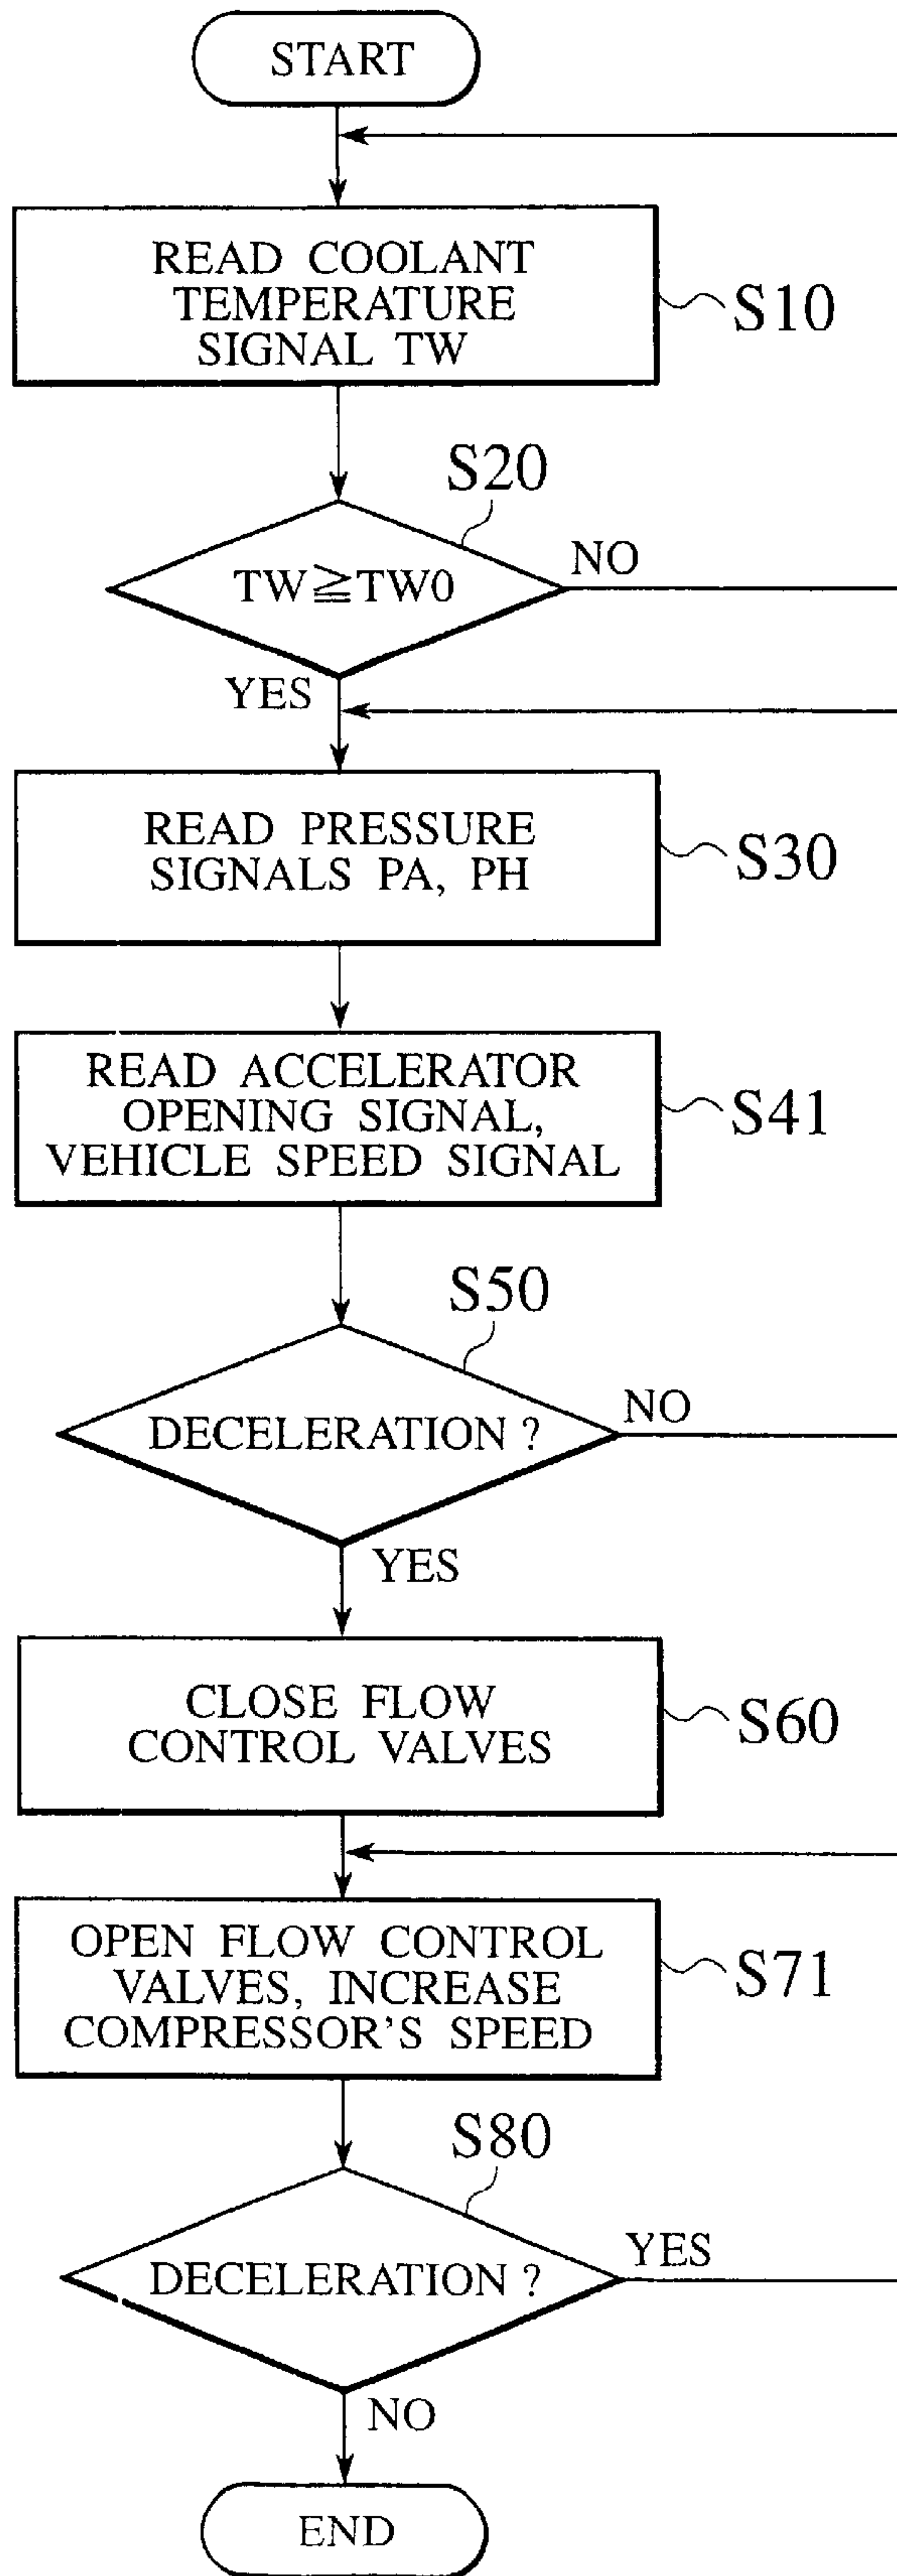 START
READ COOLANT
TEMPERATURE
SIGNAL TW
S10
S20
TW≧TW0
NO
YES
READ PRESSURE
SIGNALS PA, PH
S30
READ ACCELERATOR
OPENING SIGNAL,
VEHICLE SPEED SIGNAL
S41
S50
DECELERATION ?
NO
YES
CLOSE FLOW
CONTROL VALVES
S60
OPEN FLOW CONTROL
VALVES, INCREASE
COMPRESSOR'S SPEED
S71
S80
DECELERATION ?
YES
NO
END